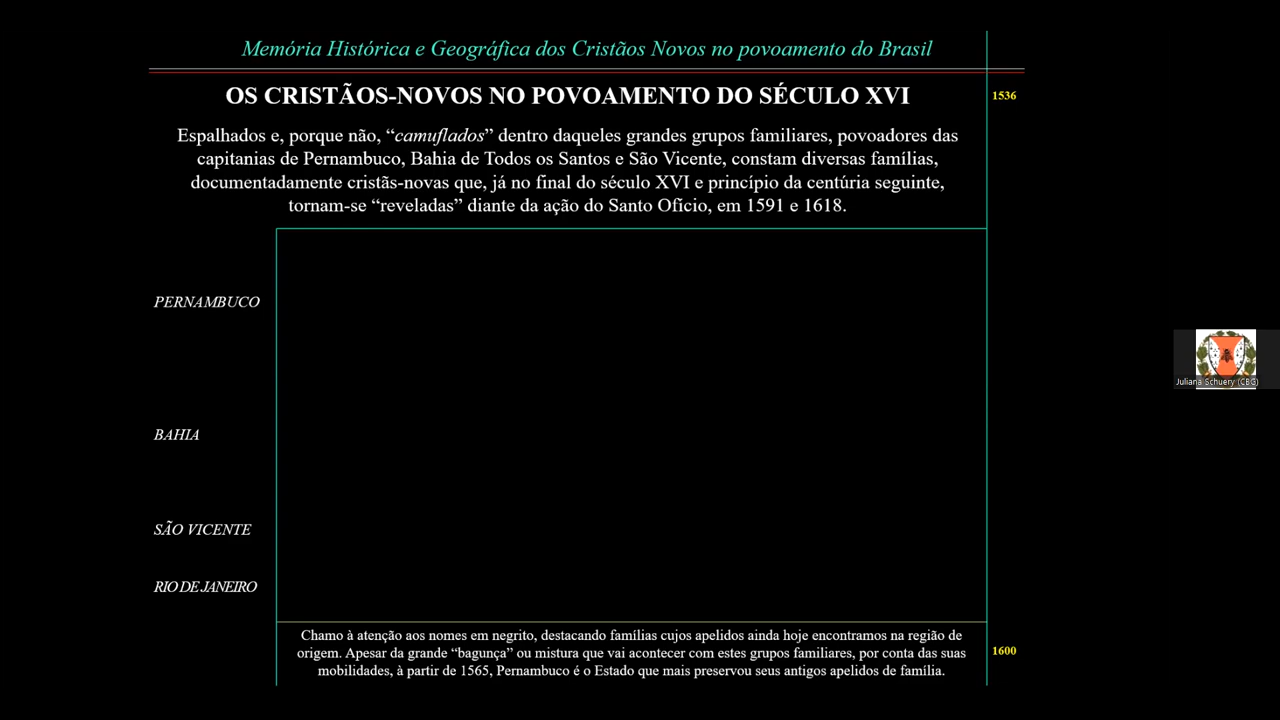 Memória Histórica e Geográfica dos Cristãos Novos no povoamento do Brasil
OS CRISTÃOS-NOVOS NO POVOAMENTO DO SÉCULO XVI
1536
Espalhados e, porque não, “camuflados” dentro daqueles grandes grupos familiares, povoadores das
capitanias de Pernambuco, Bahia de Todos os Santos e São Vicente, constam diversas famílias,
documentadamente cristãs-novas que, já no final do século XVI e princípio da centúria seguinte,
tornam-se “reveladas” diante da ação do Santo Ofício, em 1591 e 1618.
PERNAMBUCO
Juliana Schuery (CBG)
BAHIA
SÃO VICENTE
RIO DE JANEIRO
Chamo à atenção aos nomes em negrito, destacando famílias cujos apelidos ainda hoje encontramos na região de
origem. Apesar da grande “bagunça” ou mistura que vai acontecer com estes grupos familiares, por conta das suas
mobilidades, à partir de 1565, Pernambuco é o Estado que mais preservou seus antigos apelidos de família.
1600